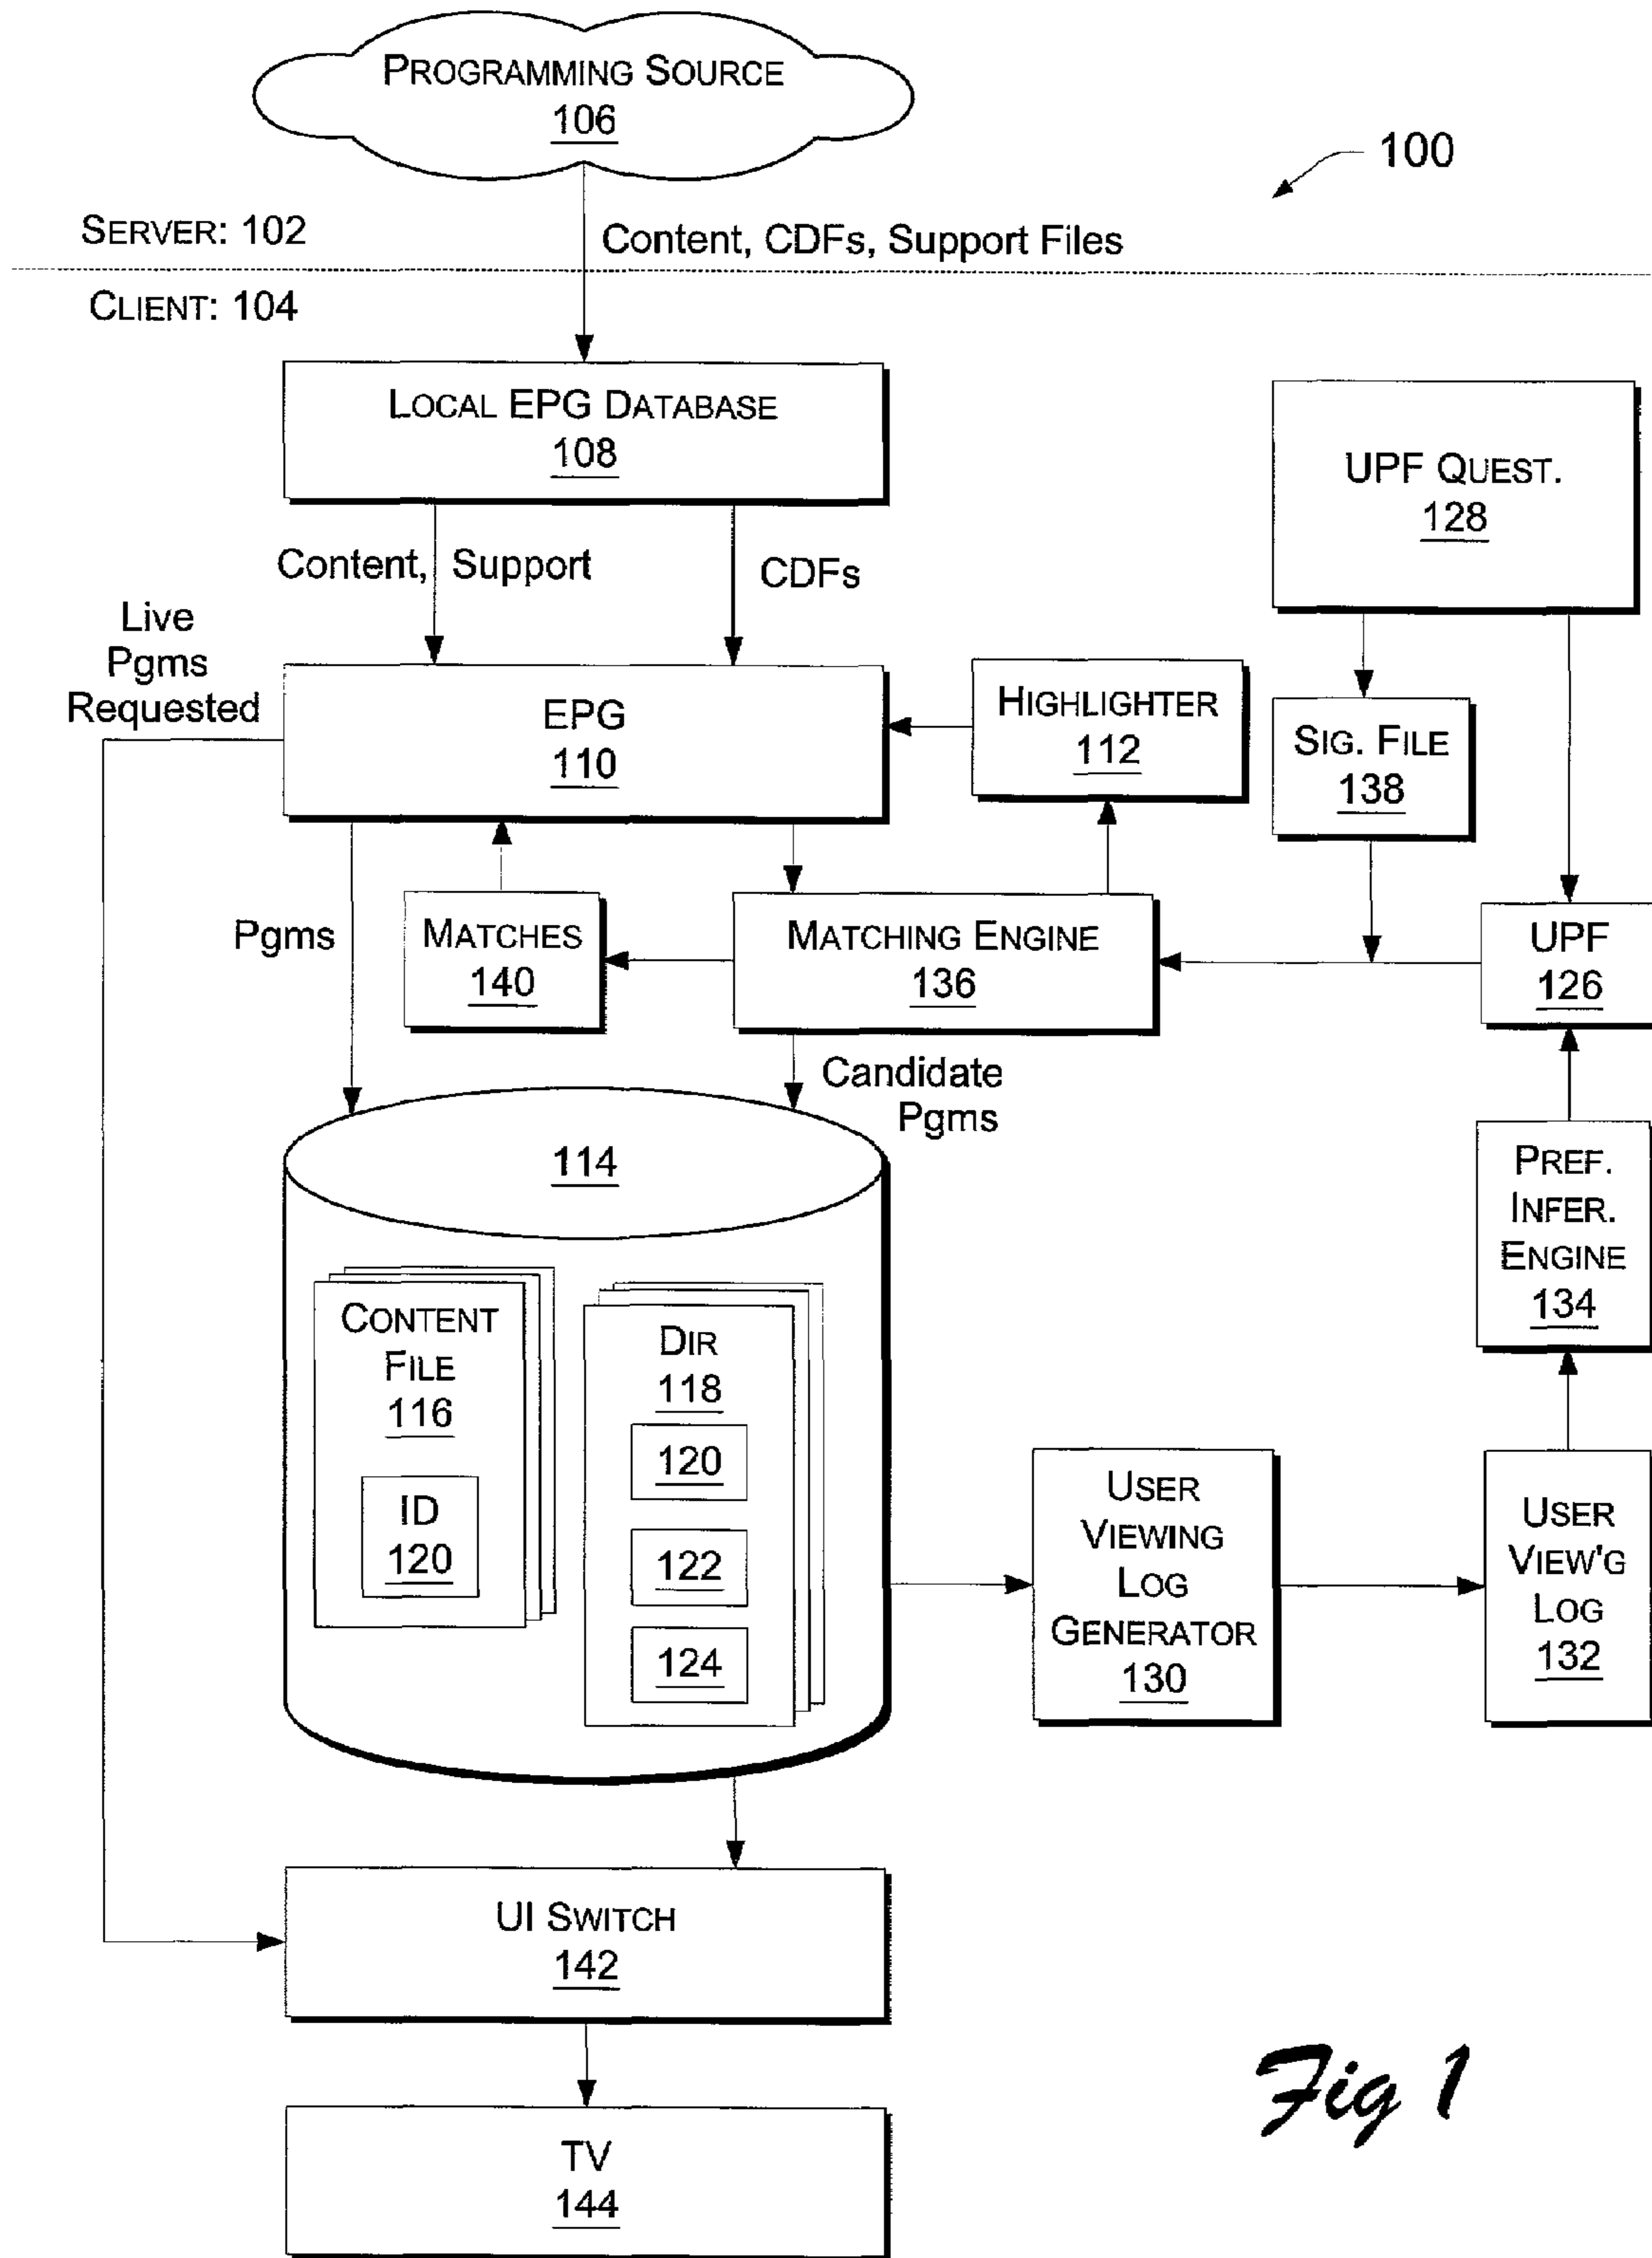 PROGRAMMING SOURCE
106
100
SERVER: 102
Content, CDFs, Support Files
CLIENT: 104
LOCAL EPG DATABASE
108
UPF QUEST.
128
Content, Support
CDFs
Live
Pgms
Requested
EPG
110
HIGHLIGHTER
112
SIG. FILE
138
Pgms
MATCHES
140
MATCHING ENGINE
136
UPF
126
Candidate
Pgms
114
PREF.
INFER.
ENGINE
134
CONTENT
FILE
116
ID
120
DIR
118
120
122
124
USER
VIEWING
LOG
GENERATOR
130
USER
VIEW'G
LOG
132
UI SWITCH
142
TV
144
Fig 1